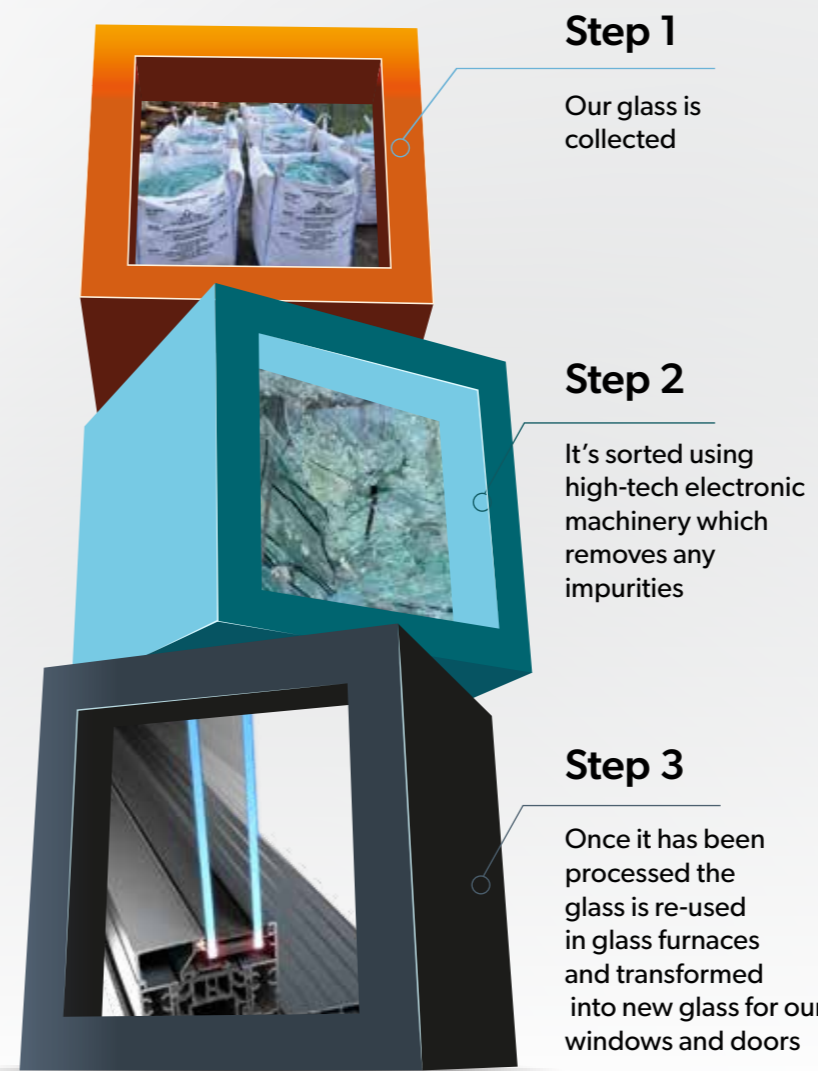 Step 1
Our glass is
collected
Step 2
It’s sorted using
high-tech electronic
machinery which
removes any
impurities
Step 3
Once it has been
processed the
glass is re-used
in glass furnaces
and transformed
into new glass for our
windows and doors